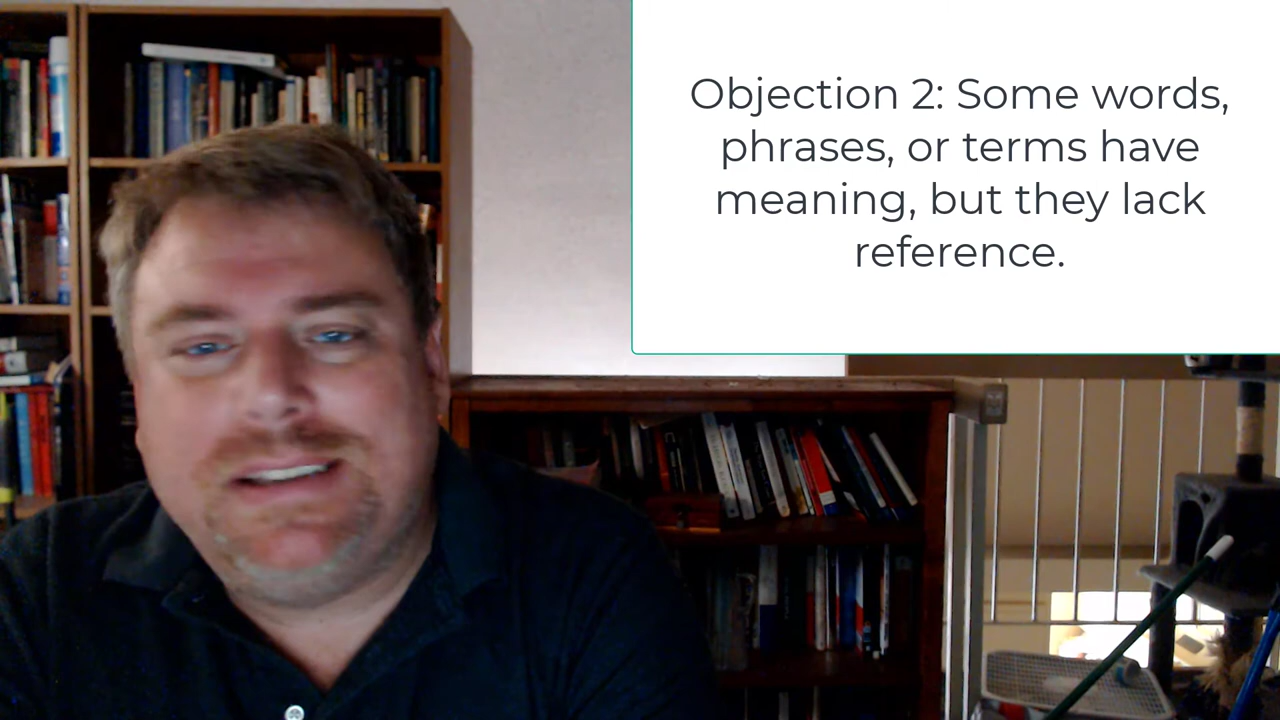 Objection 2: Some words,
phrases, or terms have
meaning, but they lack
reference.